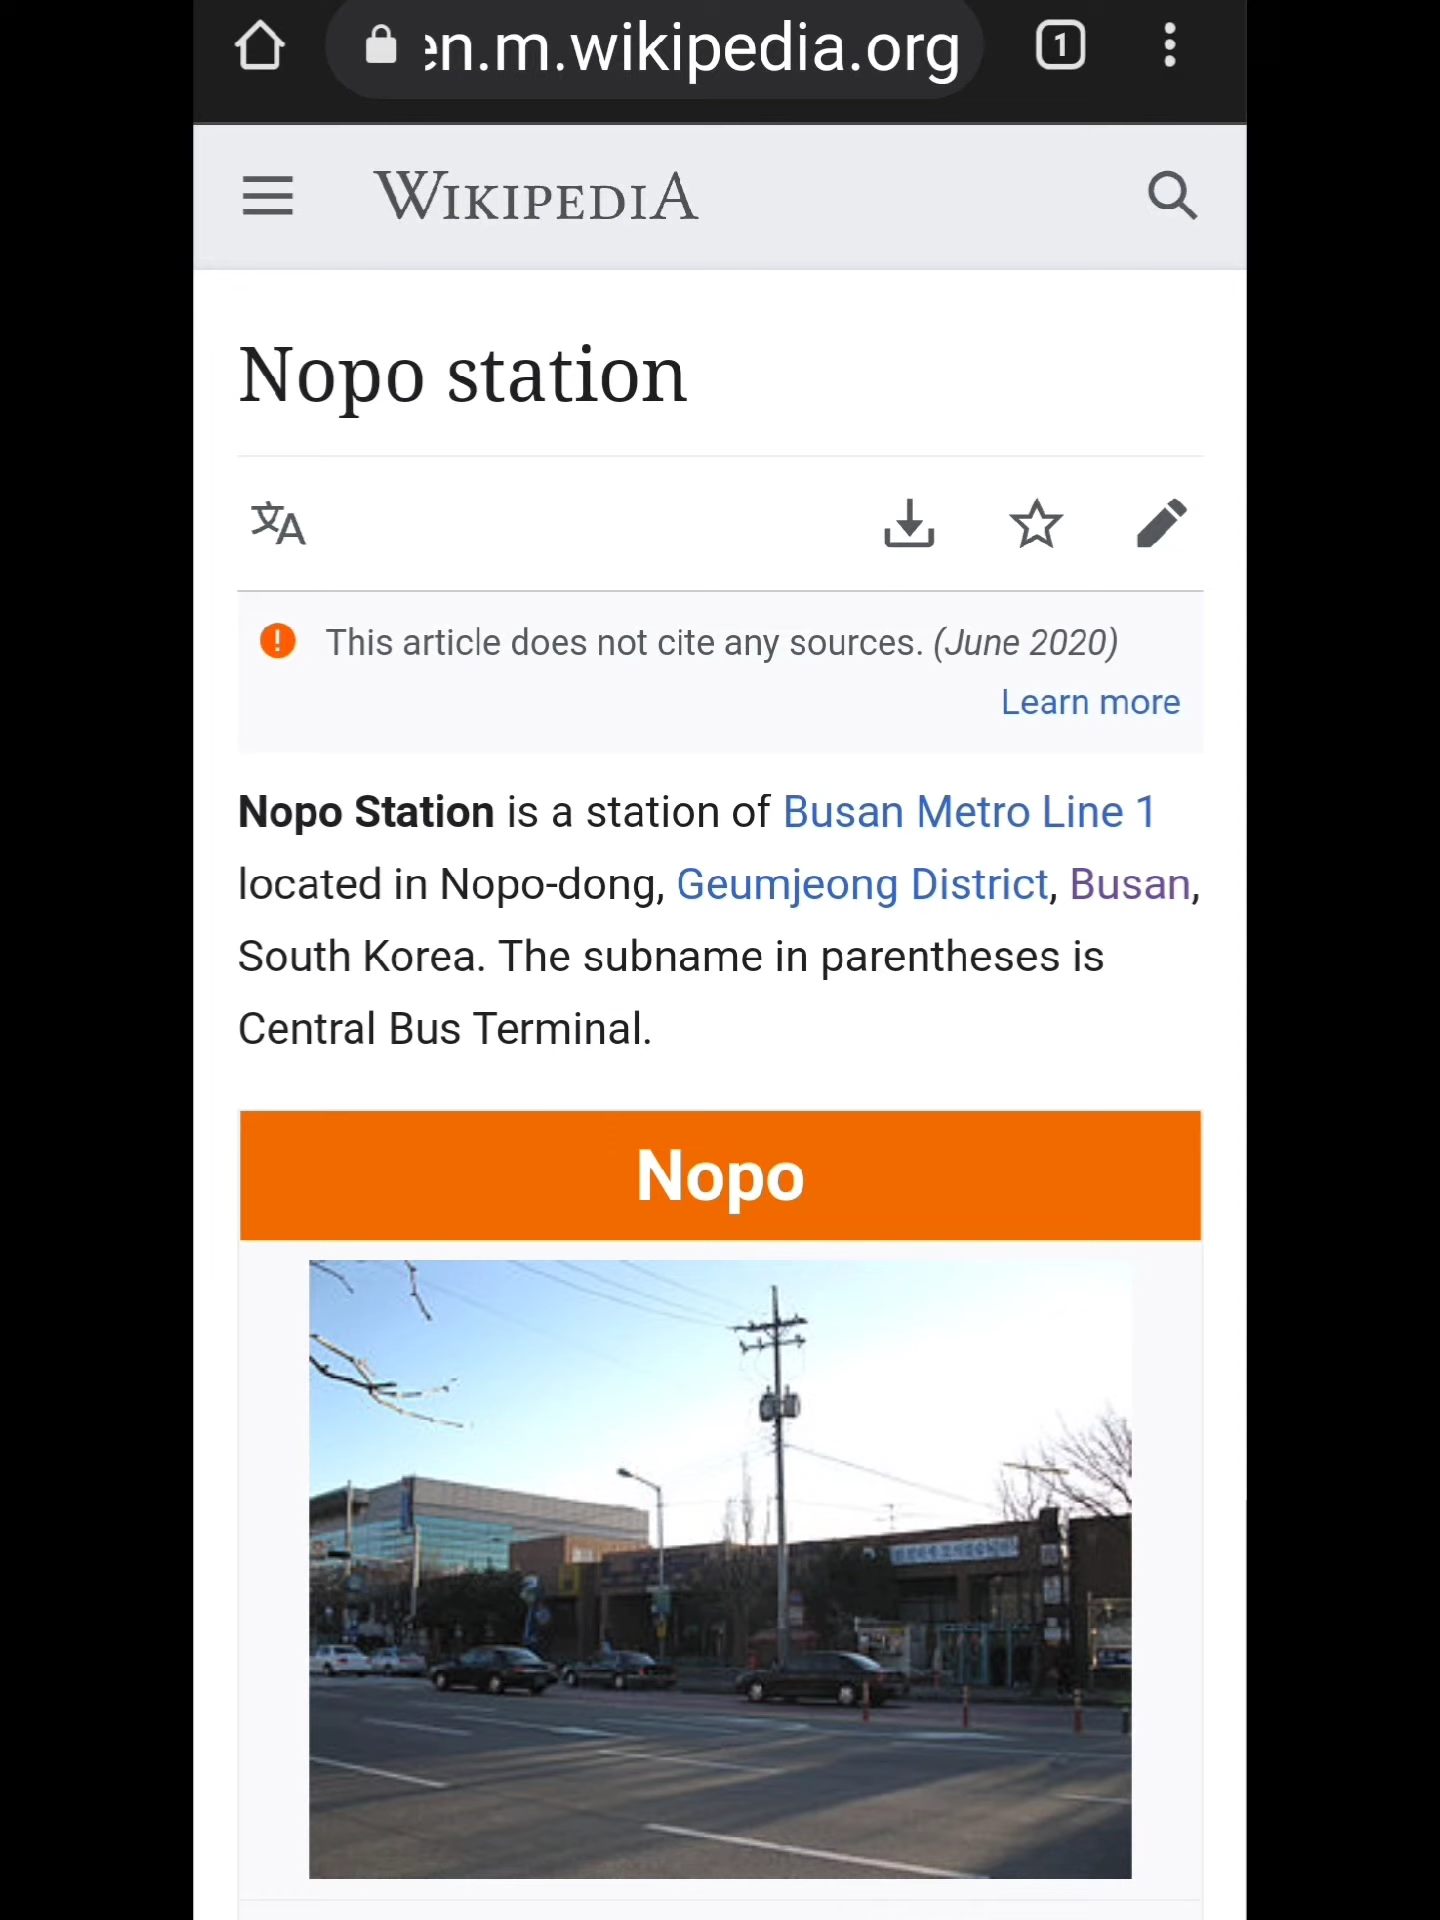 en.m.wikipedia.org
1
WIKIPEDIA
Nopo station
文A
This article does not cite any sources. (June 2020)
Learn more
Nopo Station is a station of Busan Metro Line 1
located in Nopo-dong, Geumjeong District, Busan,
South Korea. The subname in parentheses is
Central Bus Terminal.
Nopo